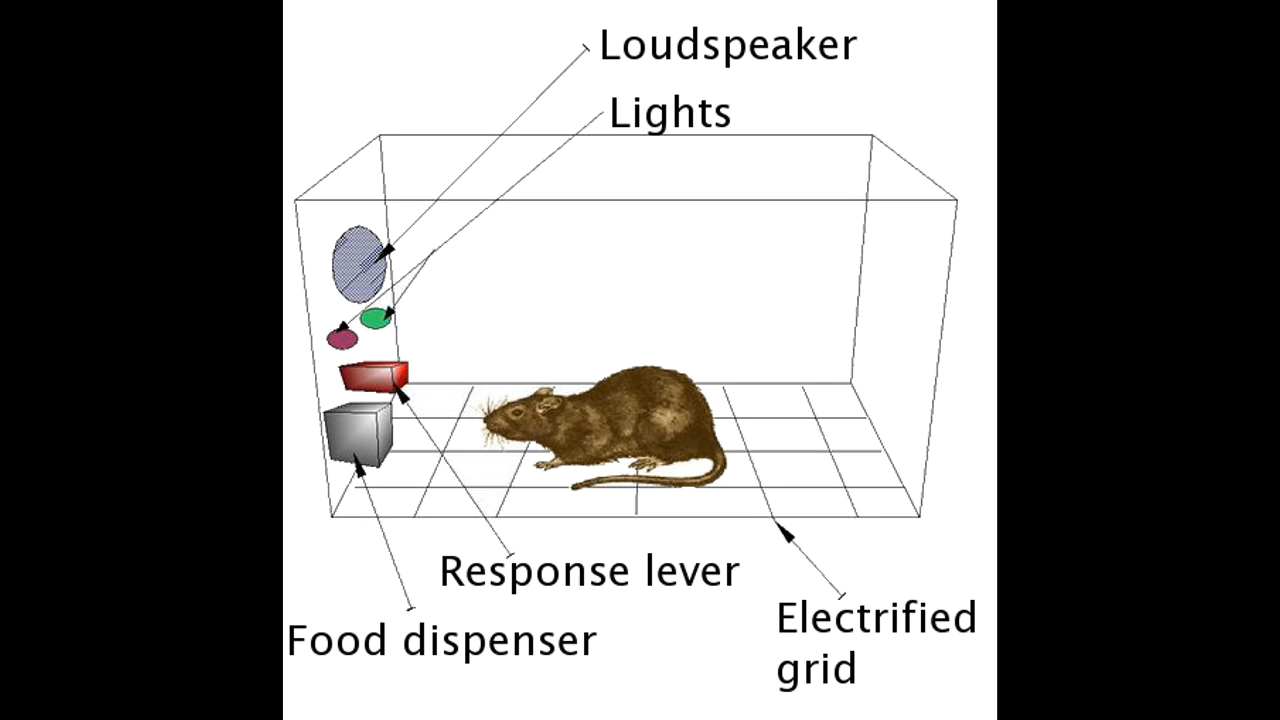 Loudspeaker
Lights
Response lever
Food dispenser
Electrified
grid